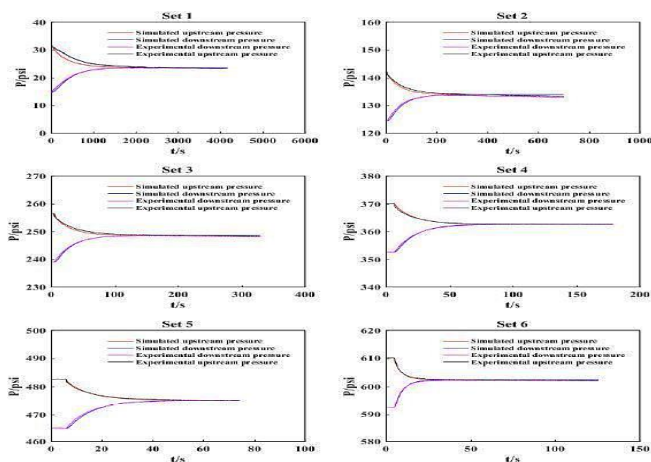 Set 1
Simulated upstream pressure
Simulated downstream pressure
Experimental downstream pressure
Experimental upstream pressure
P/psi
40
30
20
10
0
0 1000 2000 3000 4000 5000 6000
t/s
Set 2
Simulated upstream pressure
Simulated downstream pressure
Experimental downstream pressure
Experimental upstream pressure
P/psi
160
150
140
130
120
0 200 400 600 800 1000
t/s
Set 3
Simulated upstream pressure
Simulated downstream pressure
Experimental downstream pressure
Experimental upstream pressure
P/psi
270
260
250
240
230
0 100 200 300 400
t/s
Set 4
Simulated upstream pressure
Simulated downstream pressure
Experimental downstream pressure
Experimental upstream pressure
P/psi
380
370
360
350
340
0 50 100 150 200
t/s
Set 5
Simulated upstream pressure
Simulated downstream pressure
Experimental downstream pressure
Experimental upstream pressure
P/psi
500
490
480
470
460
0 20 40 60 80 100
t/s
Set 6
Simulated upstream pressure
Simulated downstream pressure
Experimental downstream pressure
Experimental upstream pressure
P/psi
620
610
600
590
580
0 50 100 150
t/s